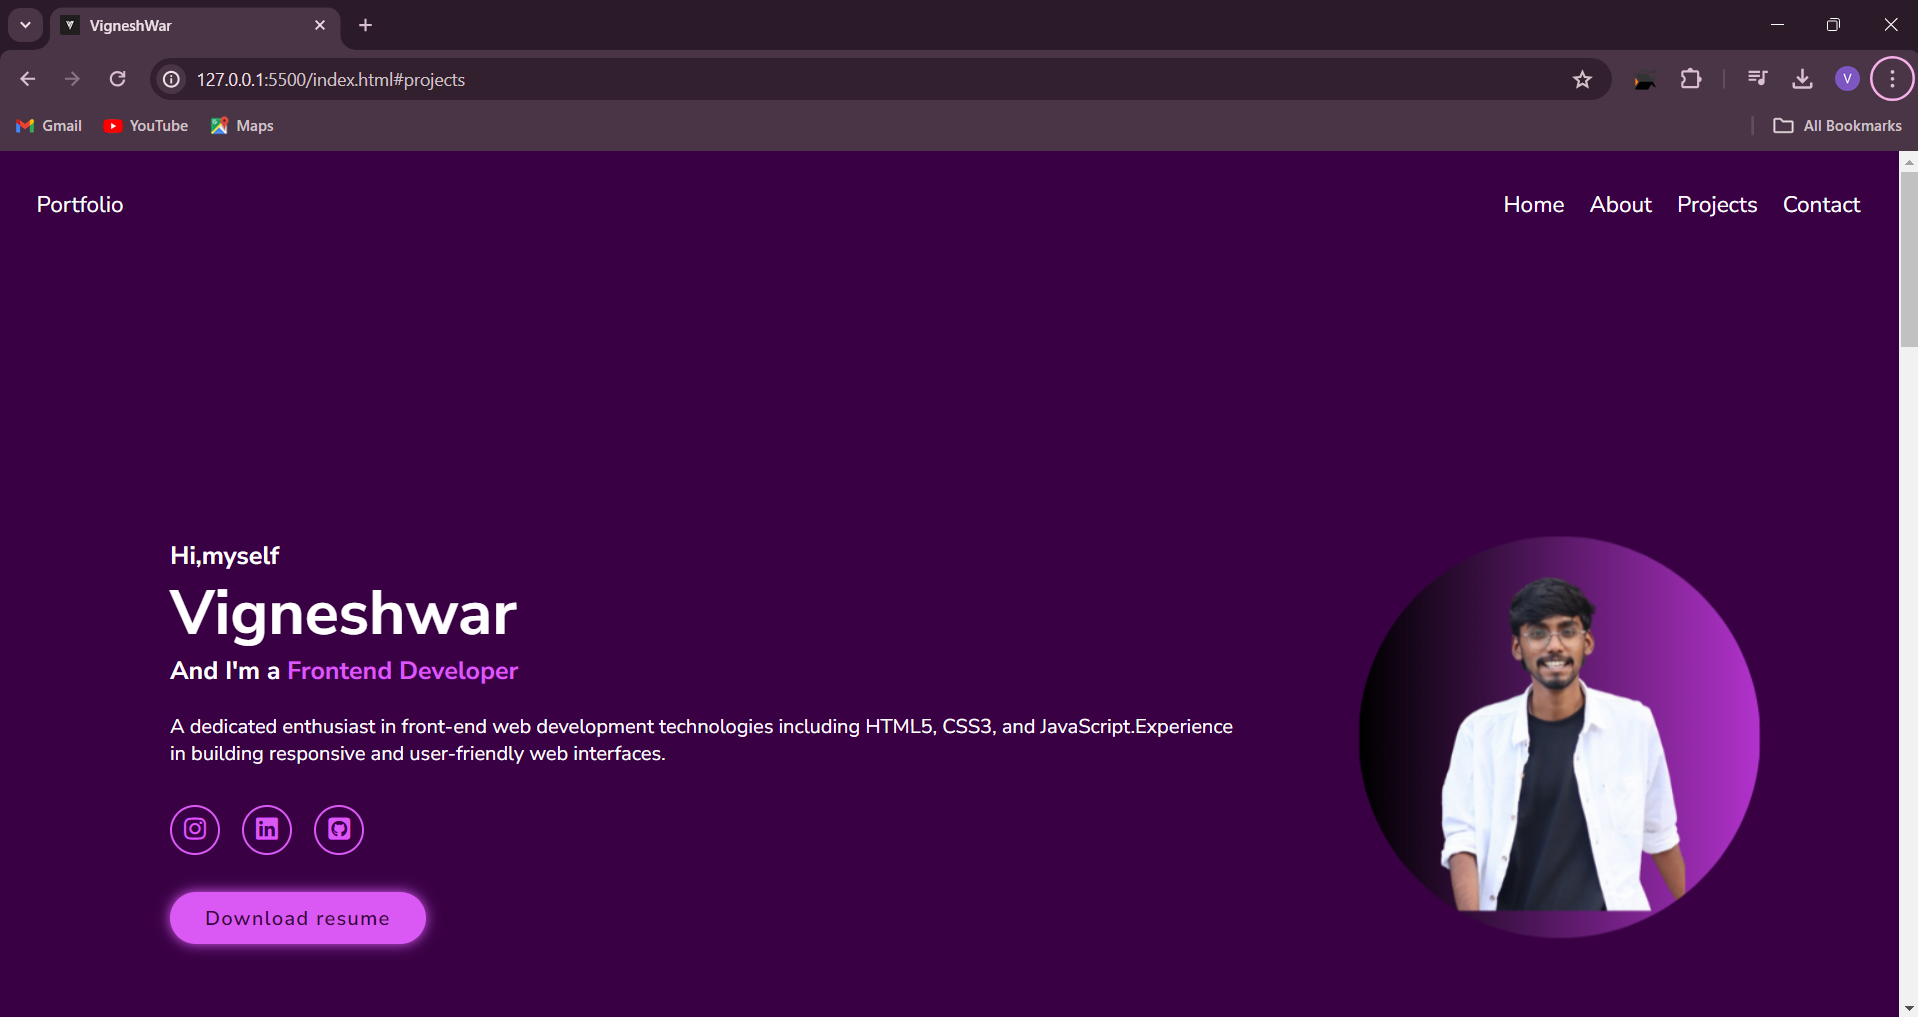 VigneshWar
127.0.0.1:5500/index.html#projects
V
Gmail YouTube Maps All Bookmarks
Portfolio Home About Projects Contact
Hi,myself
Vigneshwar
And I'm a Frontend Developer
A dedicated enthusiast in front-end web development technologies including HTML5, CSS3, and JavaScript.Experience
in building responsive and user-friendly web interfaces.
in
Download resume